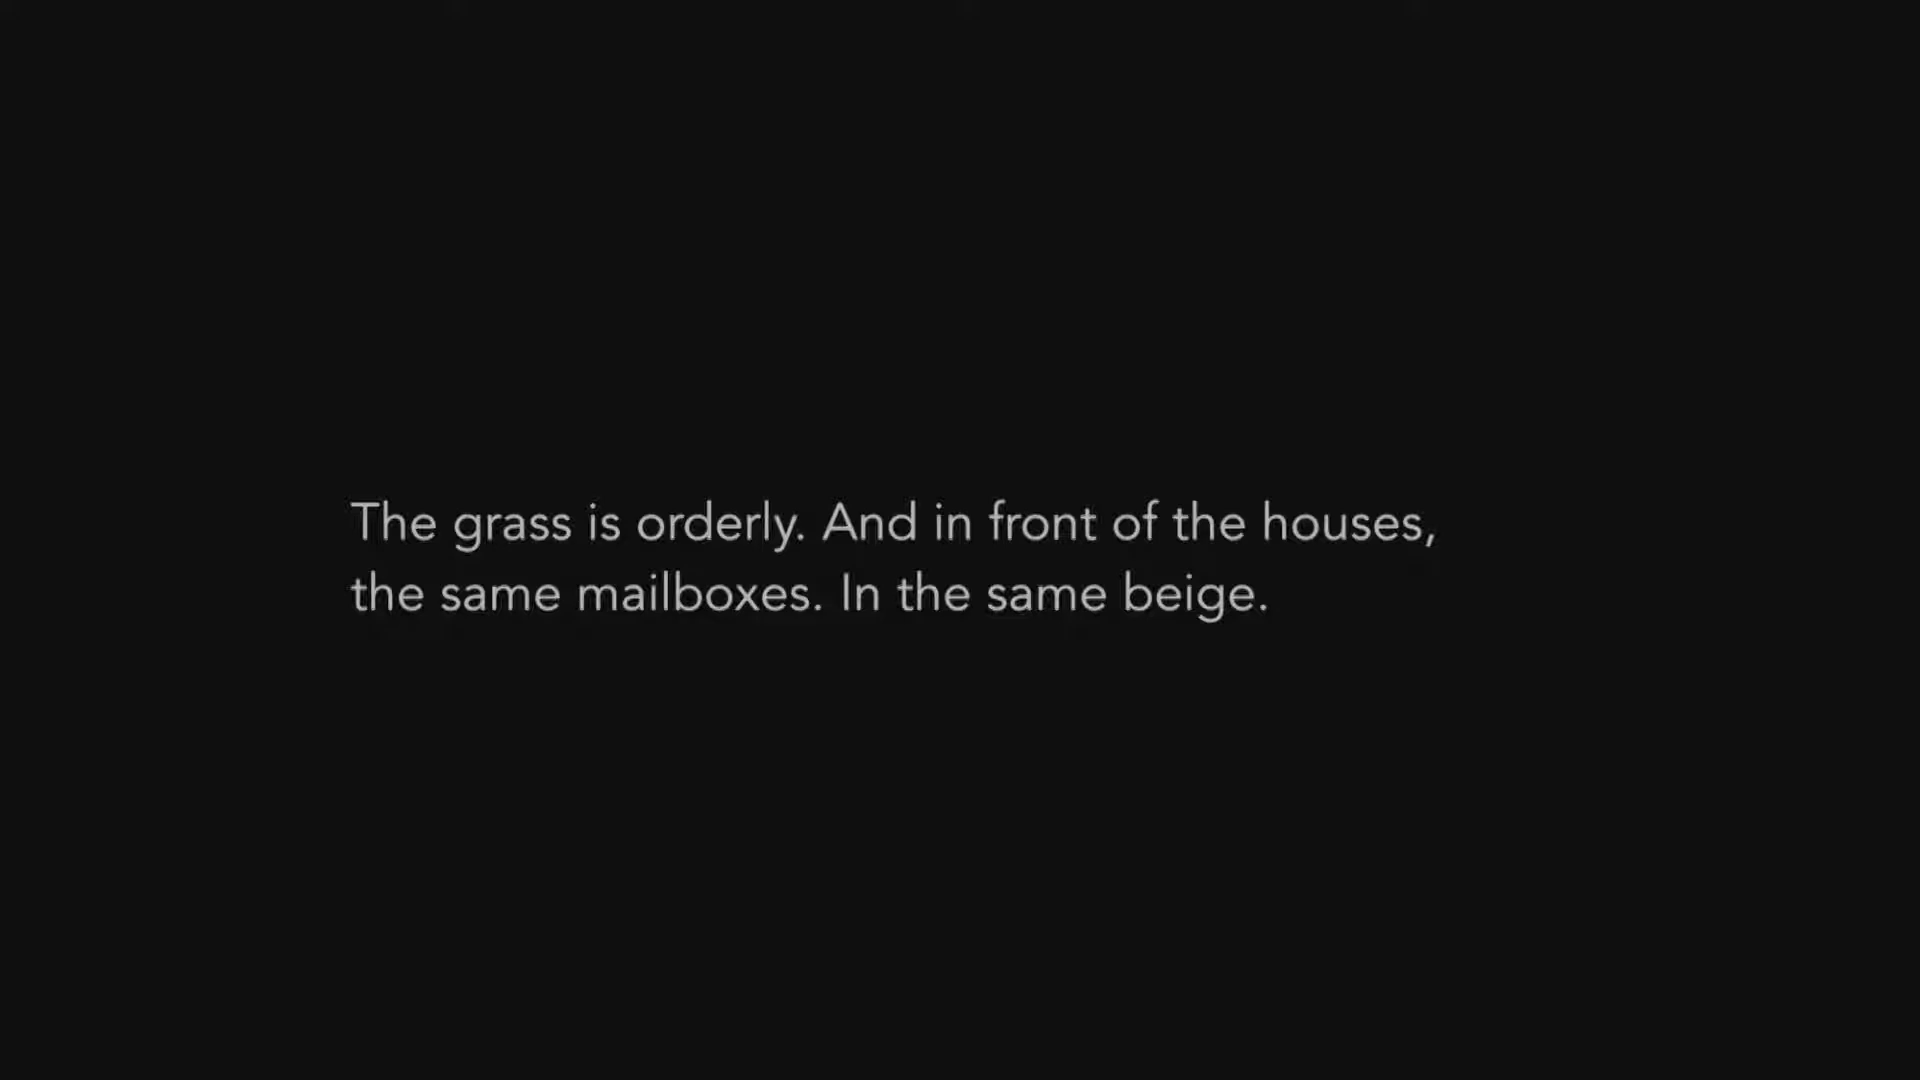 The grass is orderly. And in front of the houses,
the same mailboxes. In the same beige.